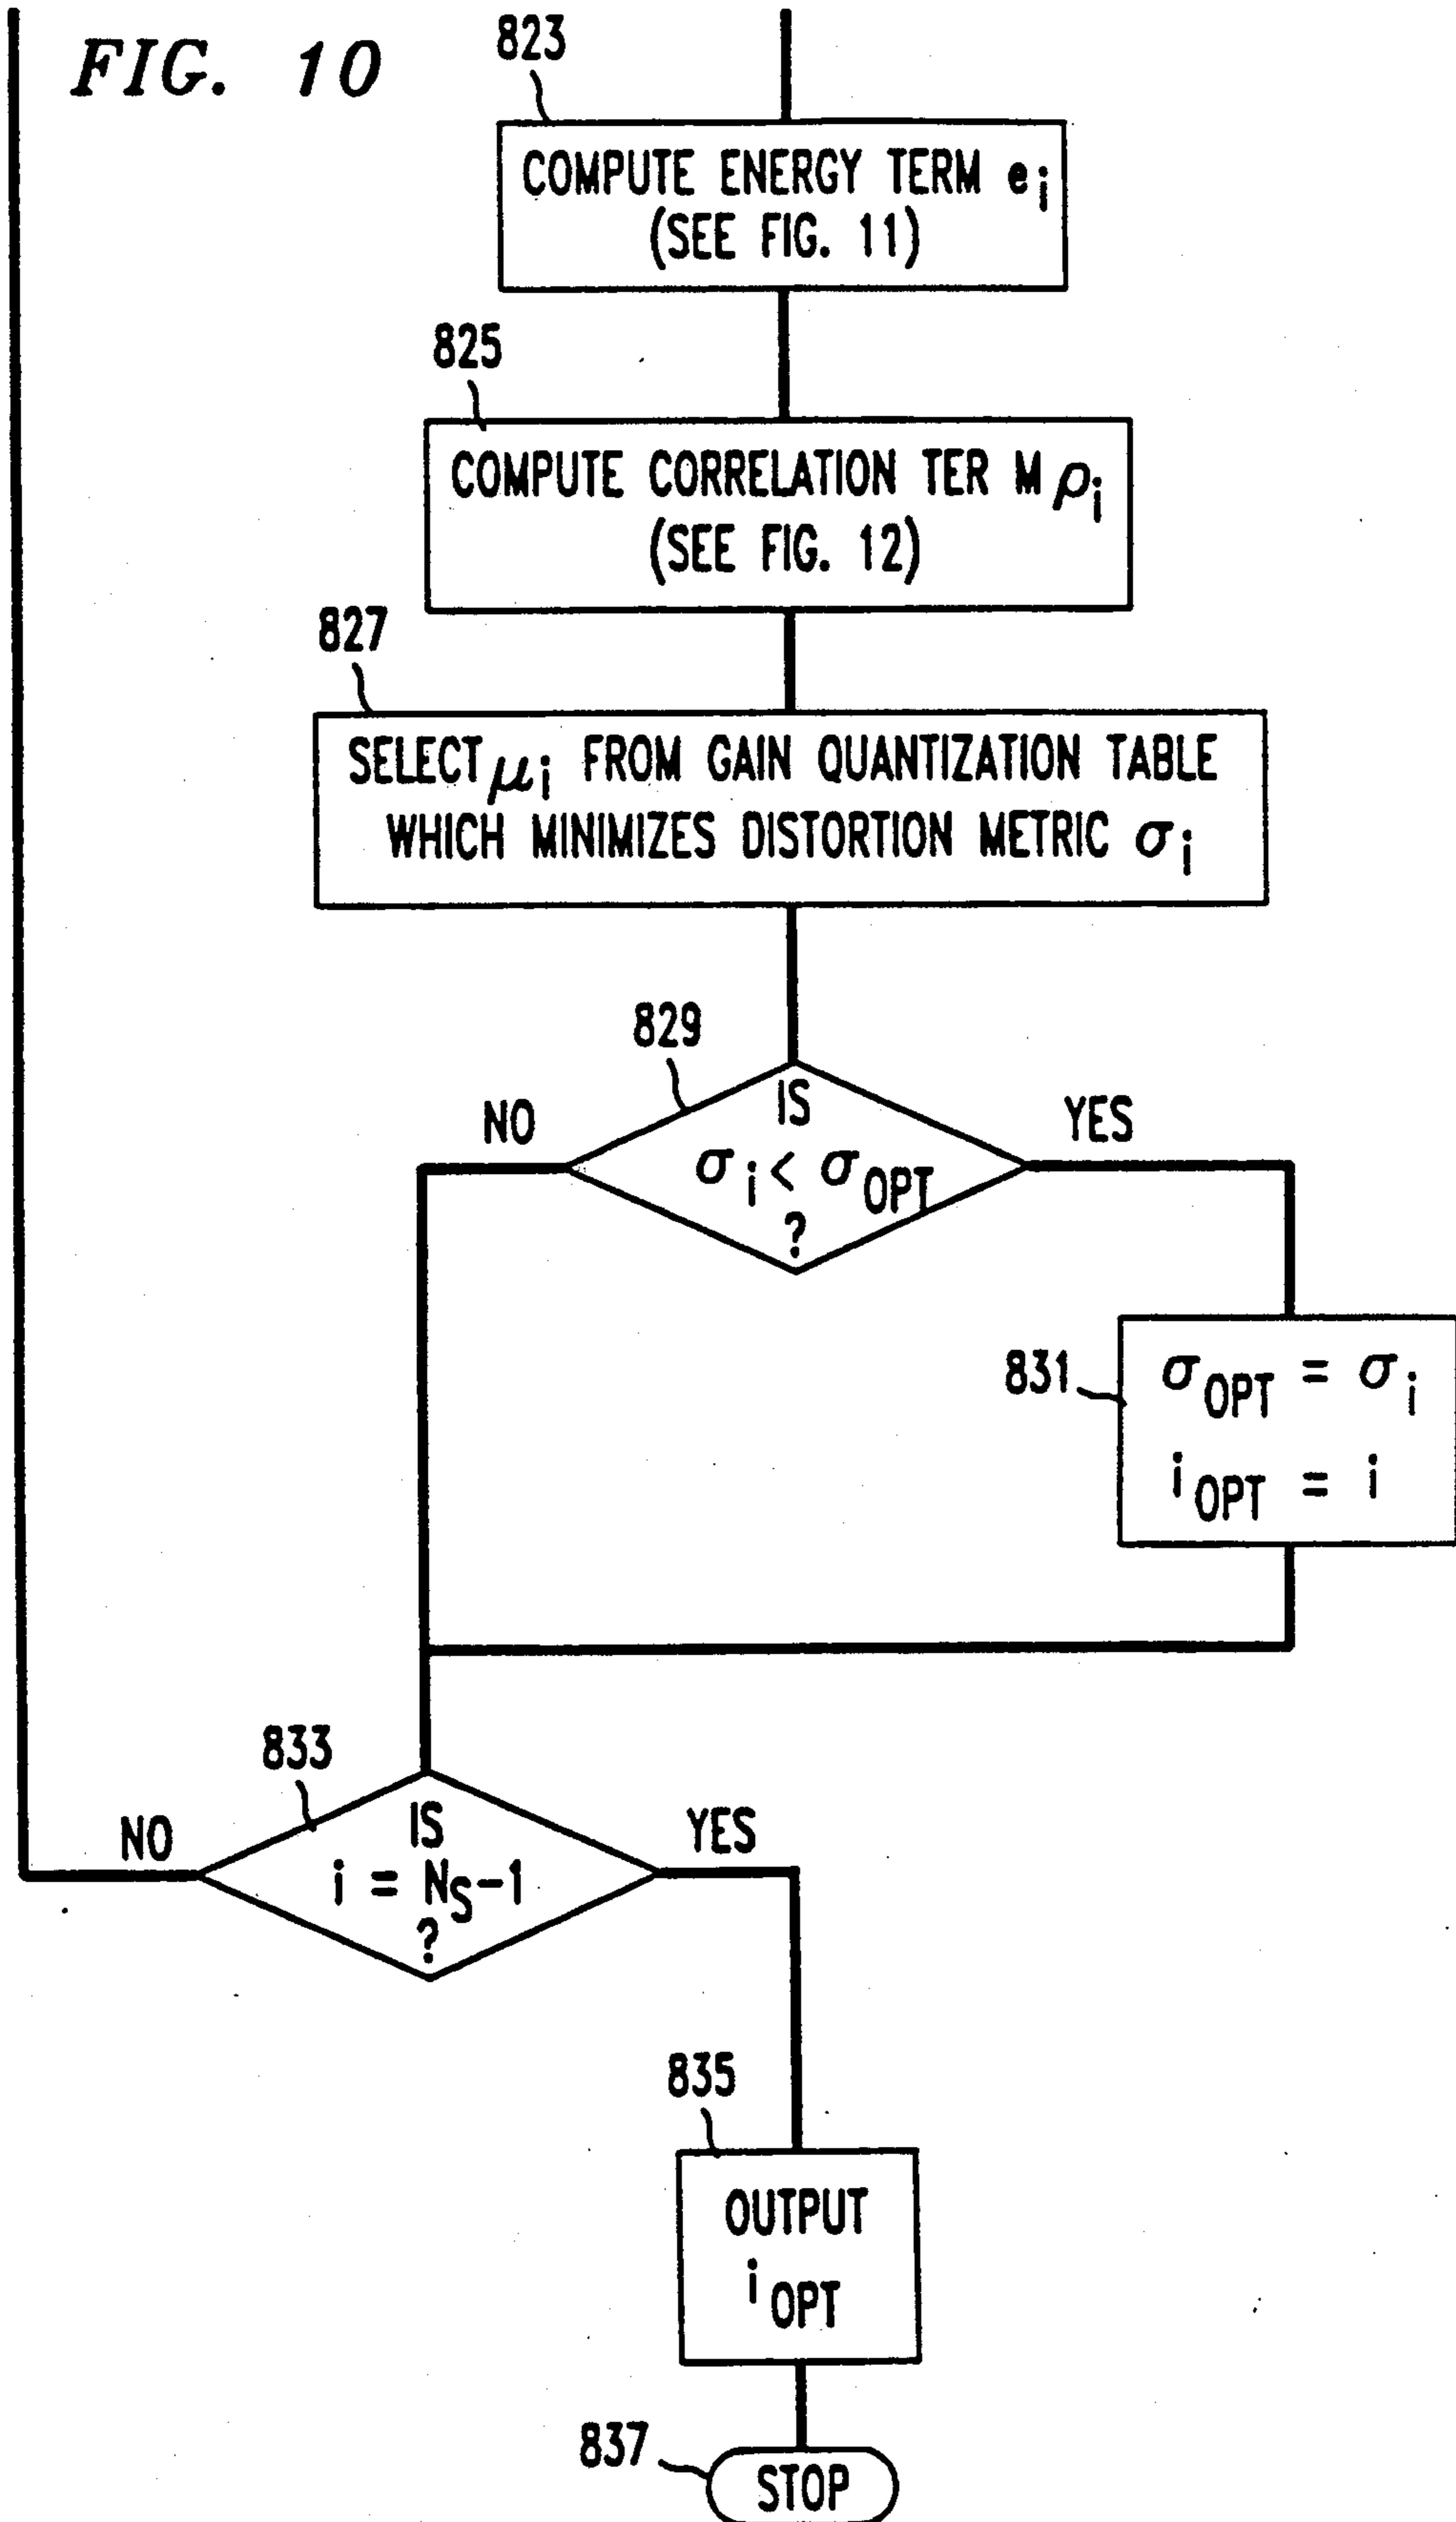 FIG. 10
823
COMPUTE ENERGY TERM e_i
(SEE FIG. 11)
825
COMPUTE CORRELATION TER M ρ_i
(SEE FIG. 12)
827
SELECT μ_i FROM GAIN QUANTIZATION TABLE
WHICH MINIMIZES DISTORTION METRIC σ_i
829
NO
IS
YES
σ_i < σ_OPT
?
831
σ_OPT = σ_i
i_OPT = i
833
NO
IS
YES
i = N_S-1
?
835
OUTPUT
i_OPT
837
STOP